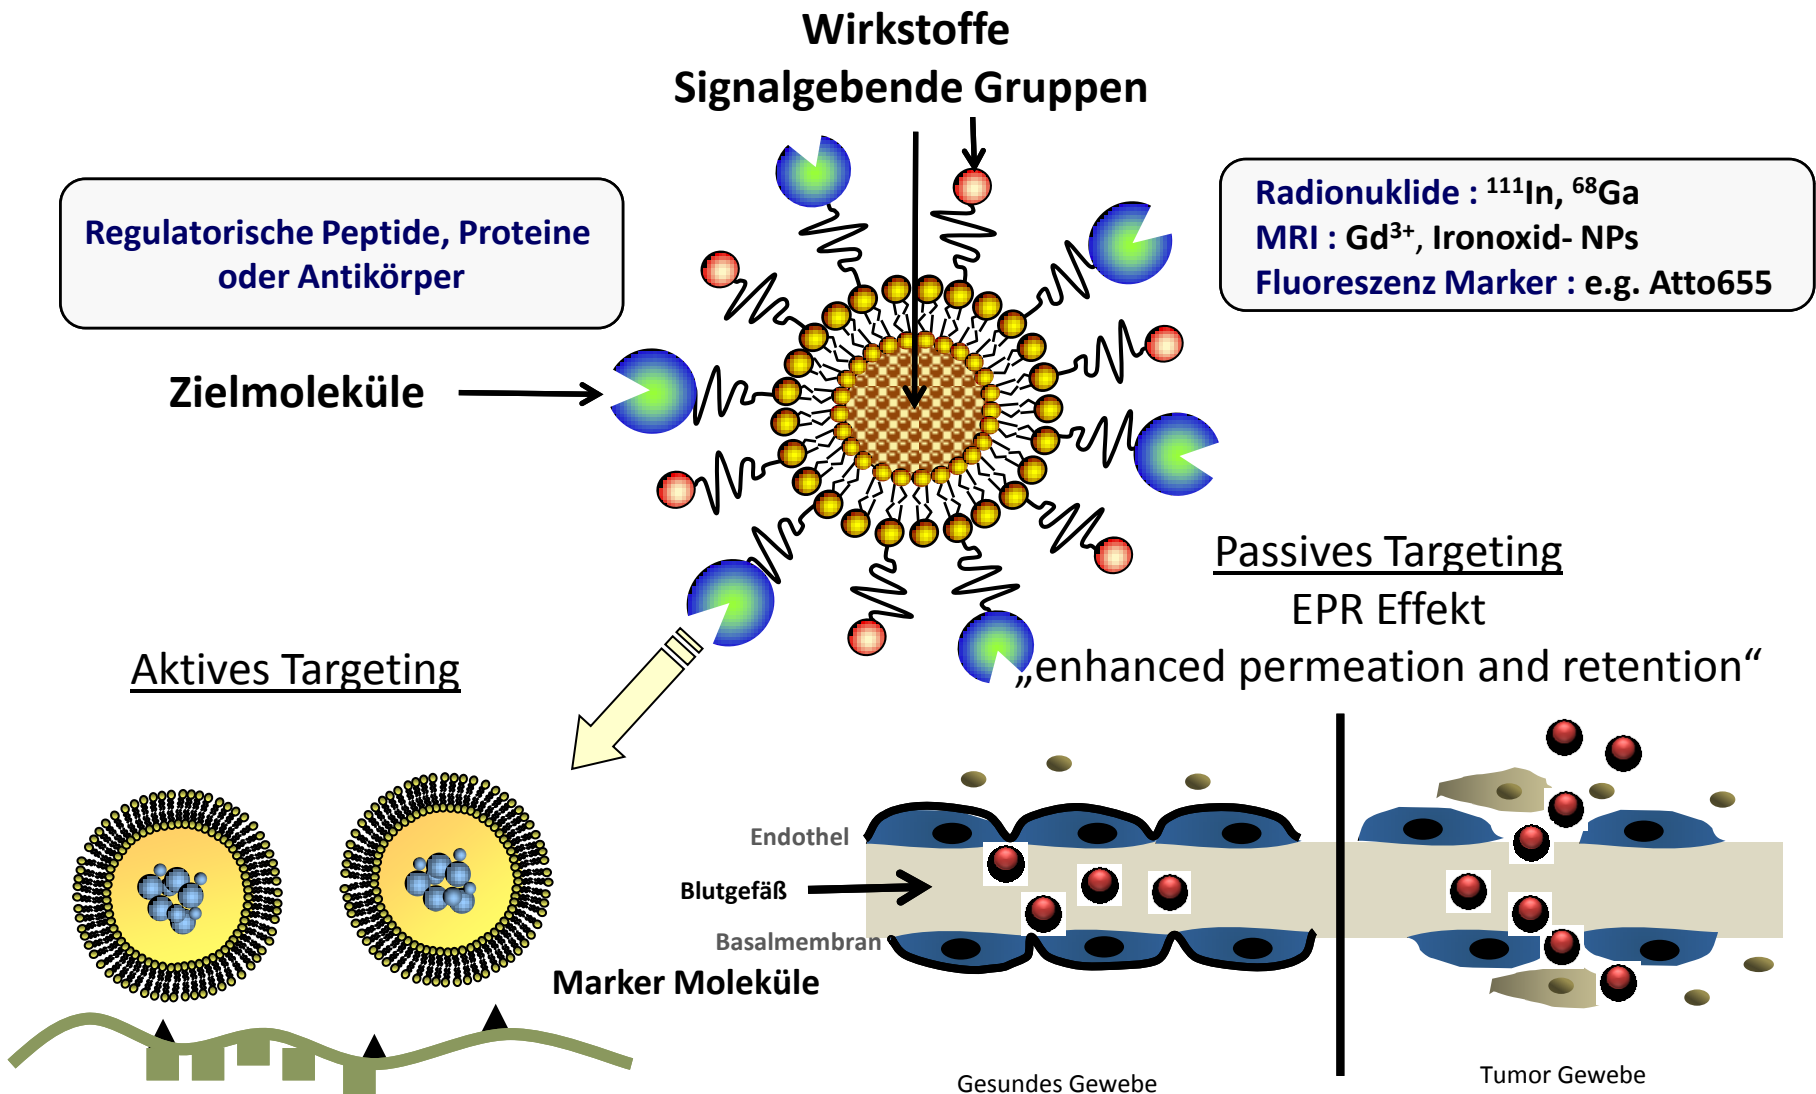 Wirkstoffe
Signalgebende Gruppen
Regulatorische Peptide, Proteine
oder Antikörper
Radionuklide : ¹¹¹In, ⁶⁸Ga
MRI : Gd³⁺, Ironoxid- NPs
Fluoreszenz Marker : e.g. Atto655
Zielmoleküle
Passives Targeting
EPR Effekt
„enhanced permeation and retention“
Aktives Targeting
Endothel
Blutgefäß
Basalmembran
Marker Moleküle
Gesundes Gewebe
Tumor Gewebe